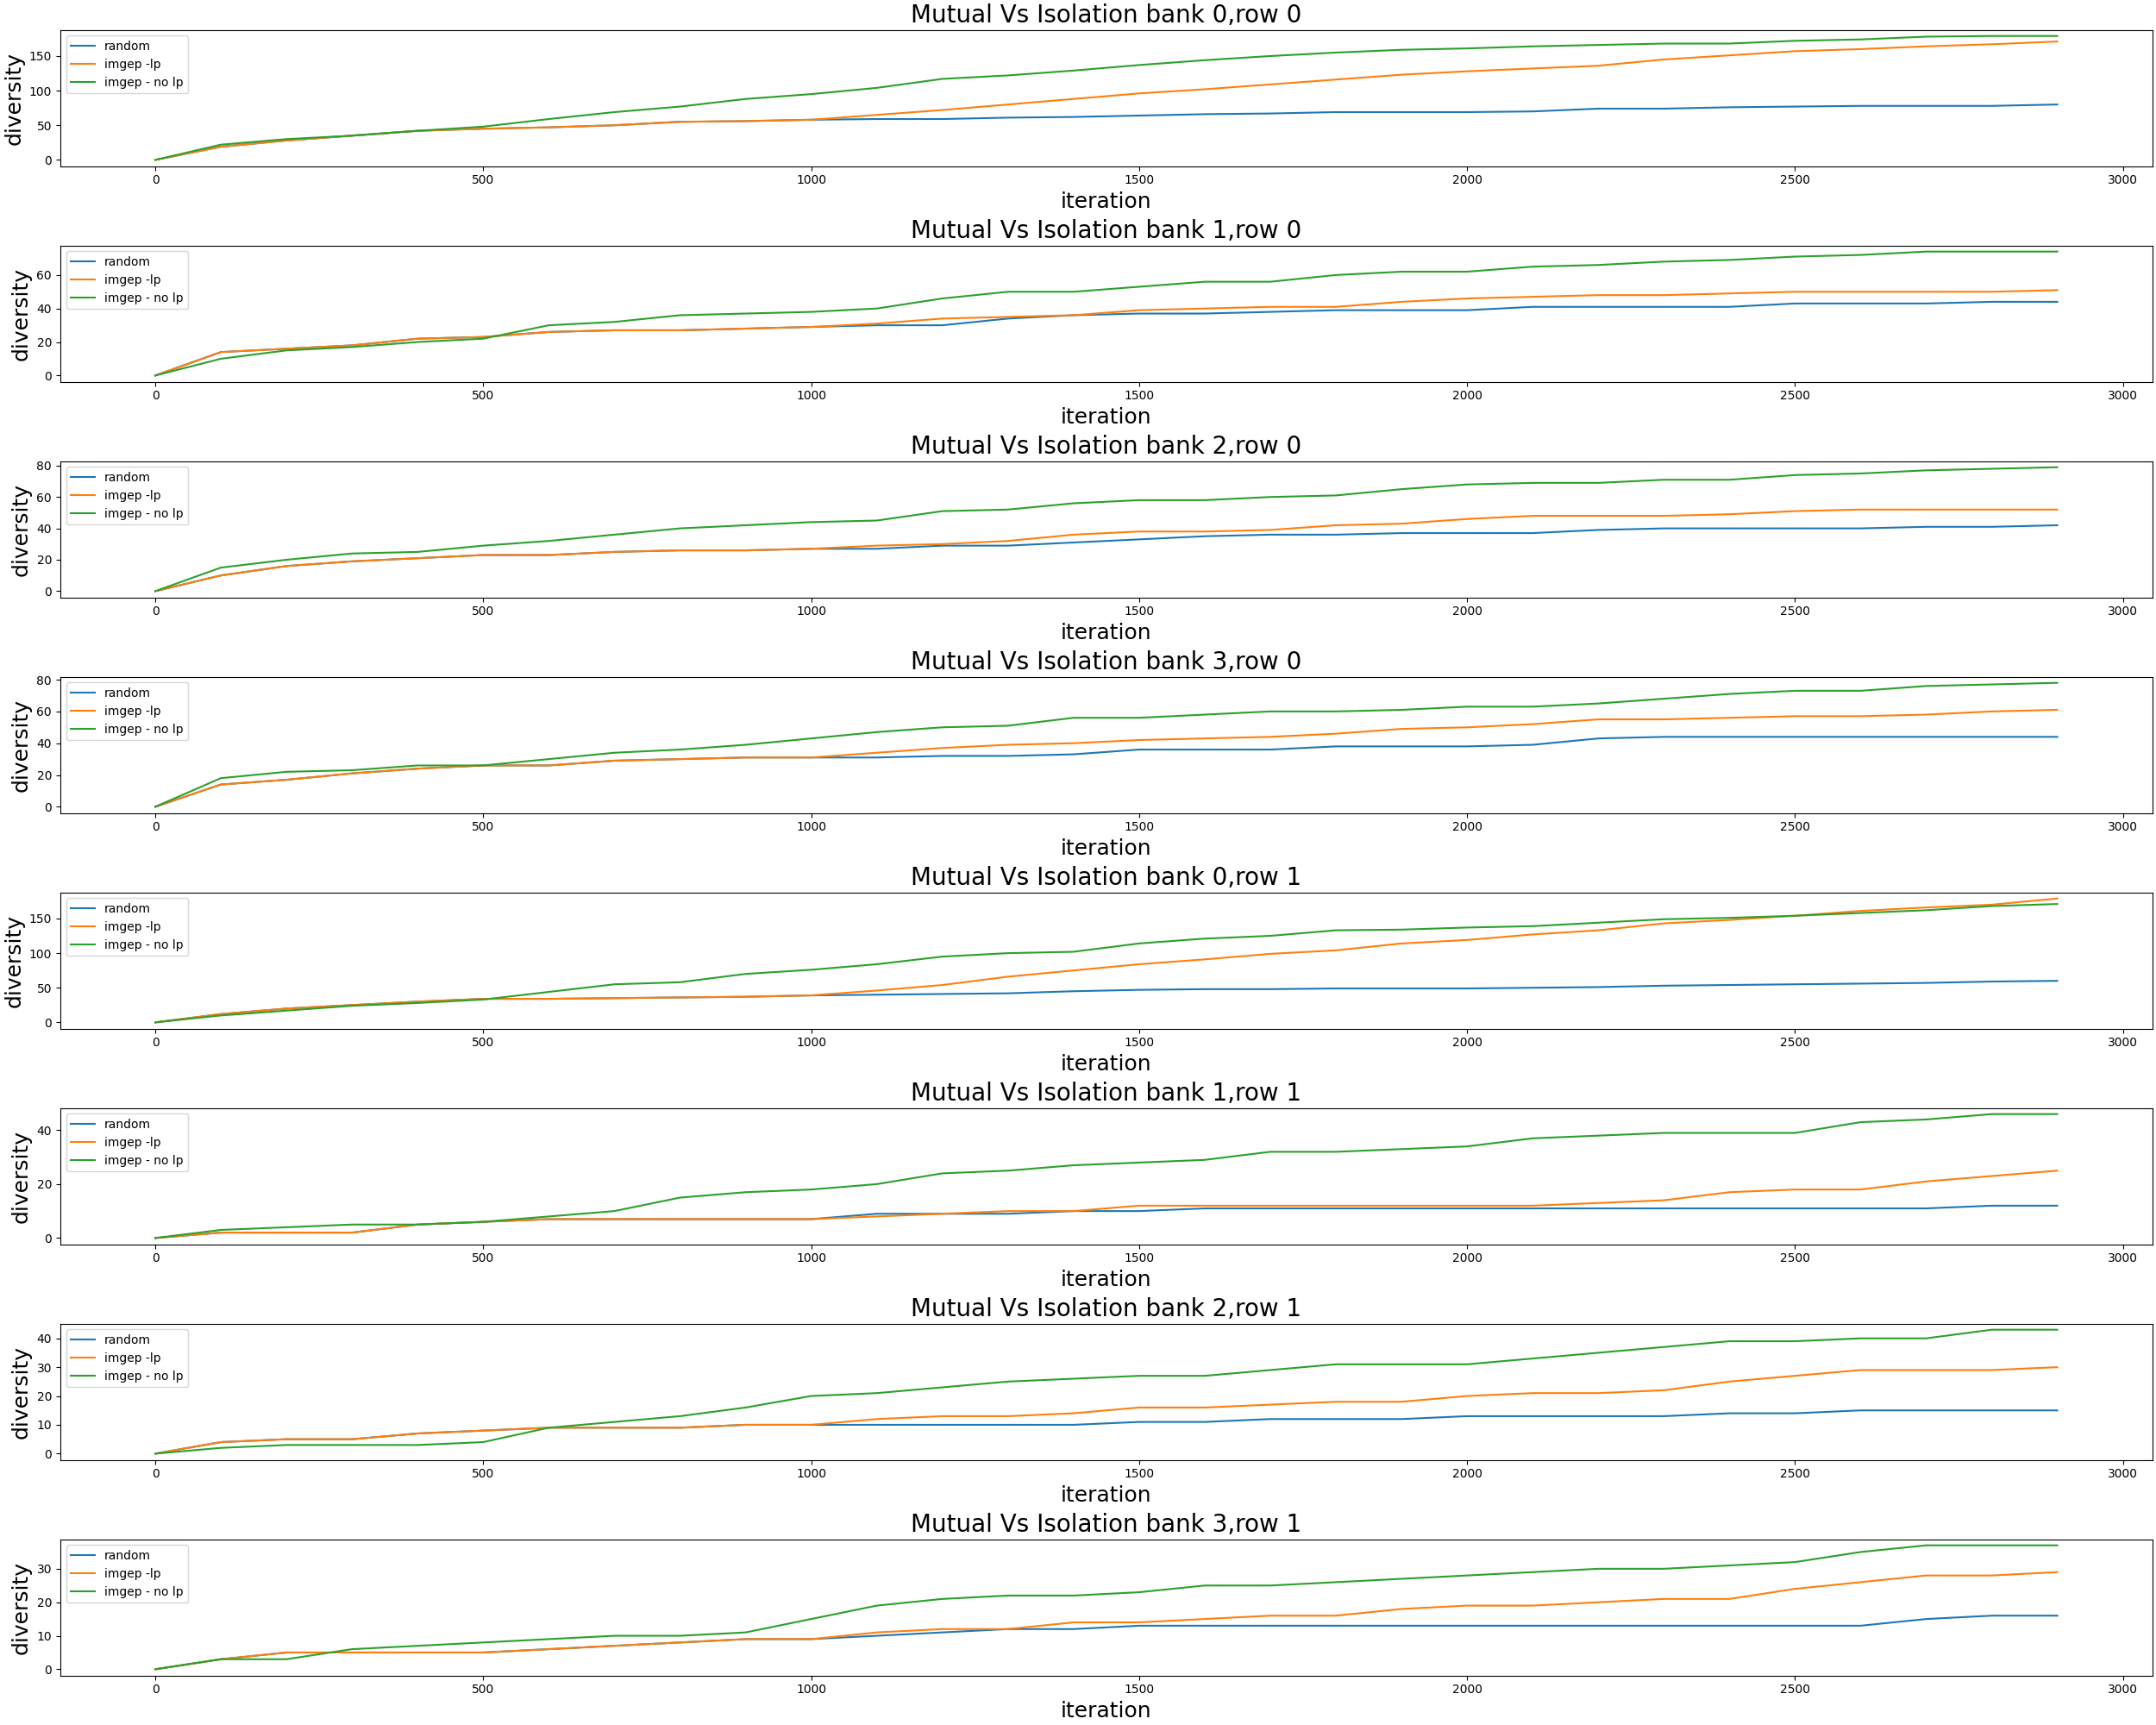 Mutual Vs Isolation bank 0,row 0
diversity
150
100
50
0
random
imgep -lp
imgep - no lp
0 500 1000 1500 2000 2500 3000
iteration
Mutual Vs Isolation bank 1,row 0
diversity
60
40
20
0
random
imgep -lp
imgep - no lp
0 500 1000 1500 2000 2500 3000
iteration
Mutual Vs Isolation bank 2,row 0
diversity
80
60
40
20
0
random
imgep -lp
imgep - no lp
0 500 1000 1500 2000 2500 3000
iteration
Mutual Vs Isolation bank 3,row 0
diversity
80
60
40
20
0
random
imgep -lp
imgep - no lp
0 500 1000 1500 2000 2500 3000
iteration
Mutual Vs Isolation bank 0,row 1
diversity
150
100
50
0
random
imgep -lp
imgep - no lp
0 500 1000 1500 2000 2500 3000
iteration
Mutual Vs Isolation bank 1,row 1
diversity
40
20
0
random
imgep -lp
imgep - no lp
0 500 1000 1500 2000 2500 3000
iteration
Mutual Vs Isolation bank 2,row 1
diversity
40
30
20
10
0
random
imgep -lp
imgep - no lp
0 500 1000 1500 2000 2500 3000
iteration
Mutual Vs Isolation bank 3,row 1
diversity
30
20
10
0
random
imgep -lp
imgep - no lp
0 500 1000 1500 2000 2500 3000
iteration